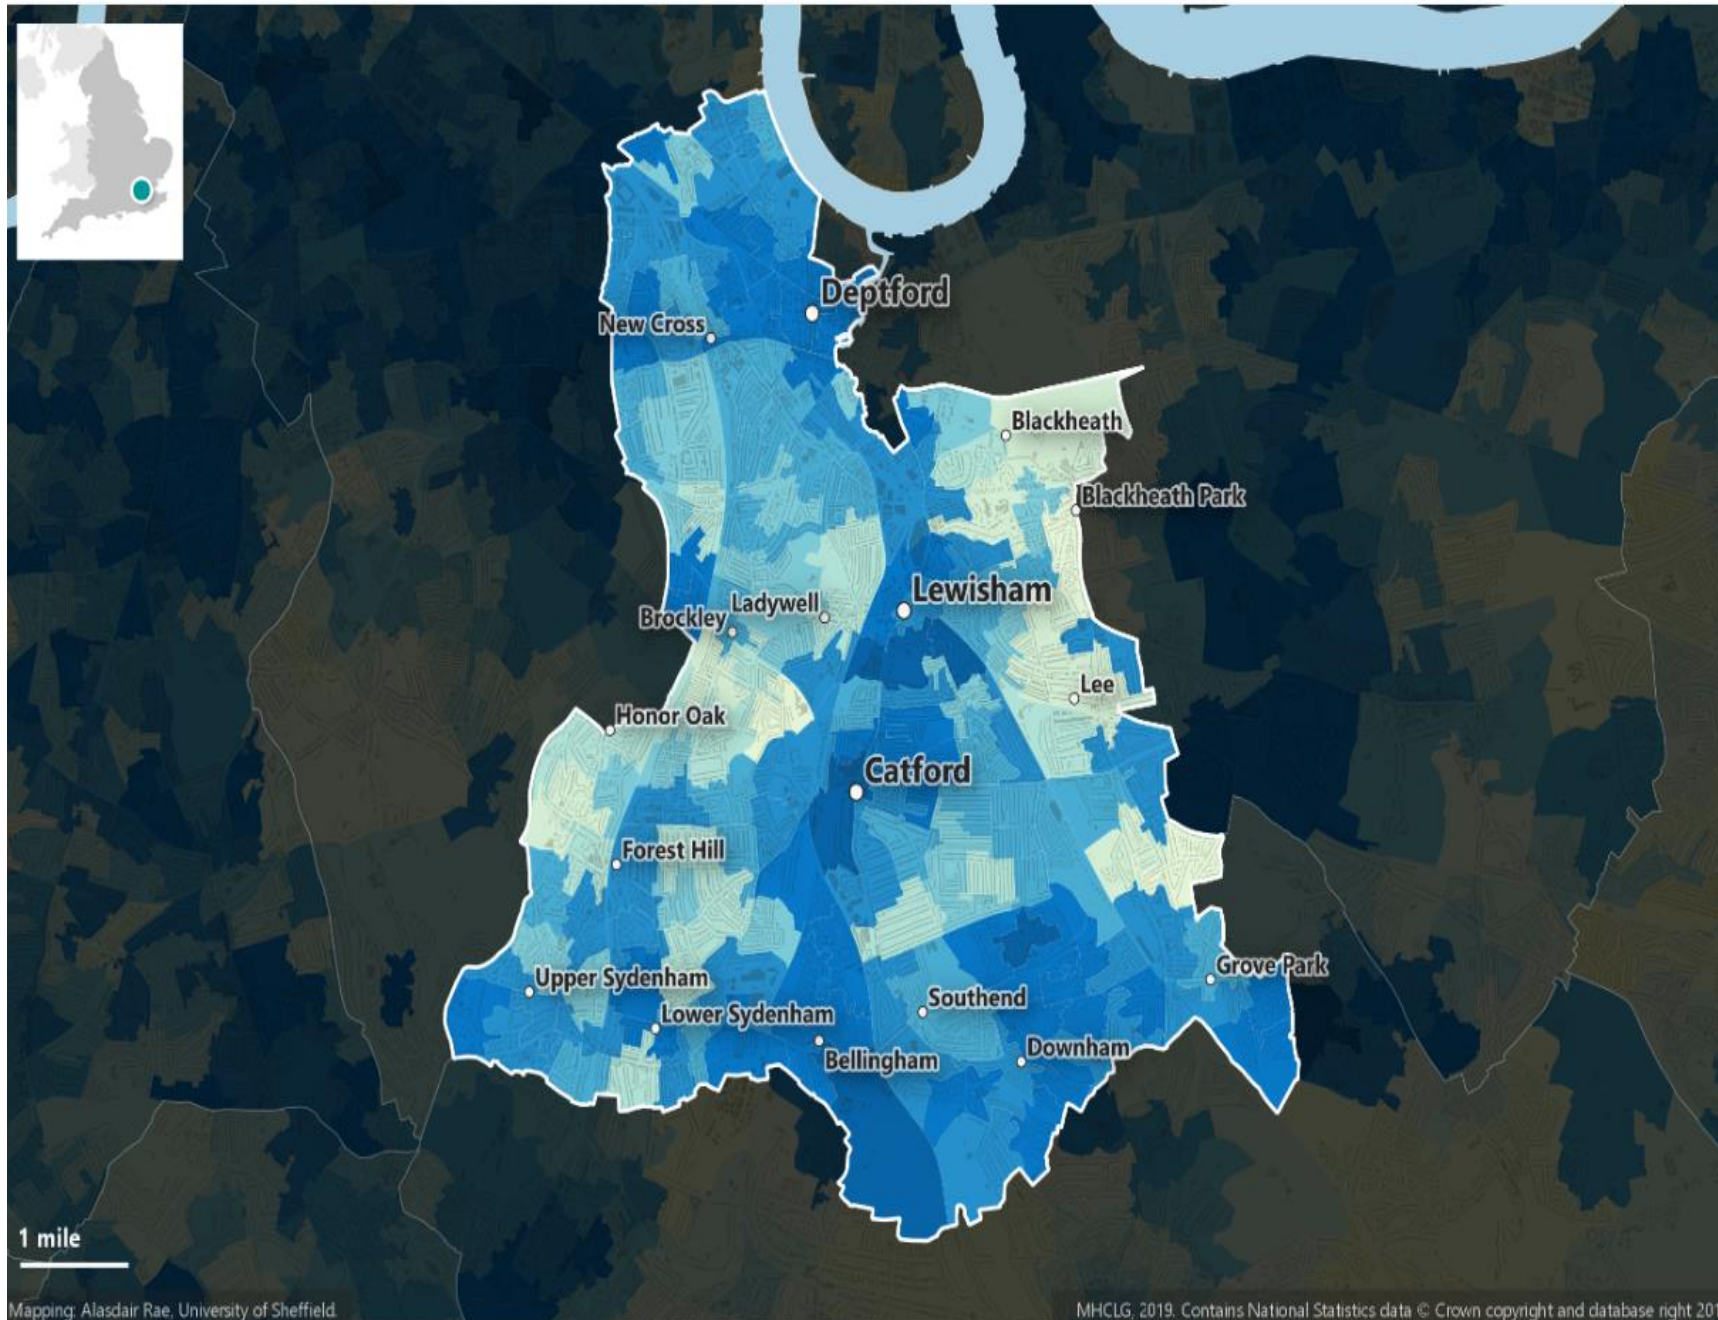 Deptford
New Cross
Blackheath
Blackheath Park
Lewisham
Ladywell
Brockley
Lee
Honor Oak
Catford
Forest Hill
Grove Park
Upper Sydenham
Southend
Lower Sydenham
Downham
Bellingham
1 mile
Mapping: Alasdair Rae, University of Sheffield.
MHCLG, 2019. Contains National Statistics data © Crown copyright and database right 201